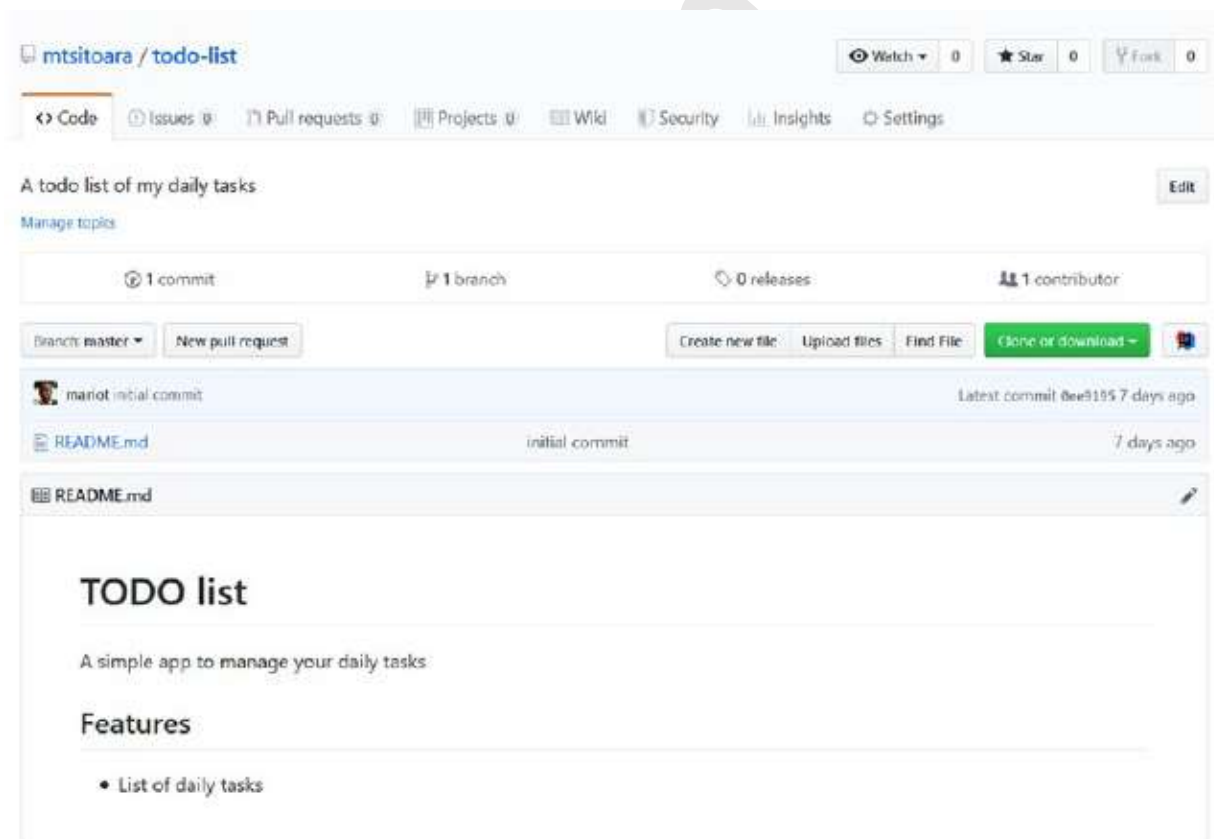 mtsitoara / todo-list Watch 0 Star 0 Fork 0
Code Issues 0 Pull requests 0 Projects 0 Wiki Security Insights Settings
A todo list of my daily tasks Edit
Manage topics
1 commit 1 branch 0 releases 1 contributor
Branch: master New pull request Create new file Upload files Find File Clone or download
mariot initial commit Latest commit 7 days ago
README.md initial commit 7 days ago
README.md
TODO list
A simple app to manage your daily tasks
Features
• List of daily tasks